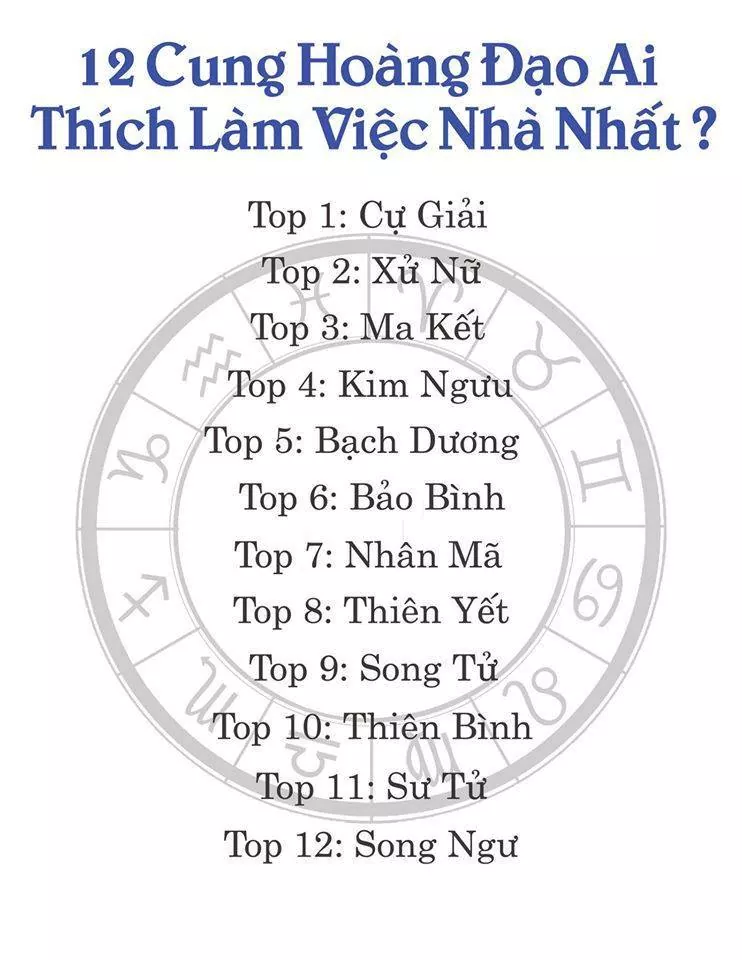 12 Cung Hoàng Đạo Ai
Thích Làm Việc Nhà Nhất ?
Top 1: Cự Giải
Top 2: Xử Nữ
Top 3: Ma Kết
Top 4: Kim Ngưu
Top 5: Bạch Dương
Top 6: Bảo Bình
Top 7: Nhân Mã
Top 8: Thiên Yết
Top 9: Song Tử
Top 10: Thiên Bình
Top 11: Sư Tử
Top 12: Song Ngư